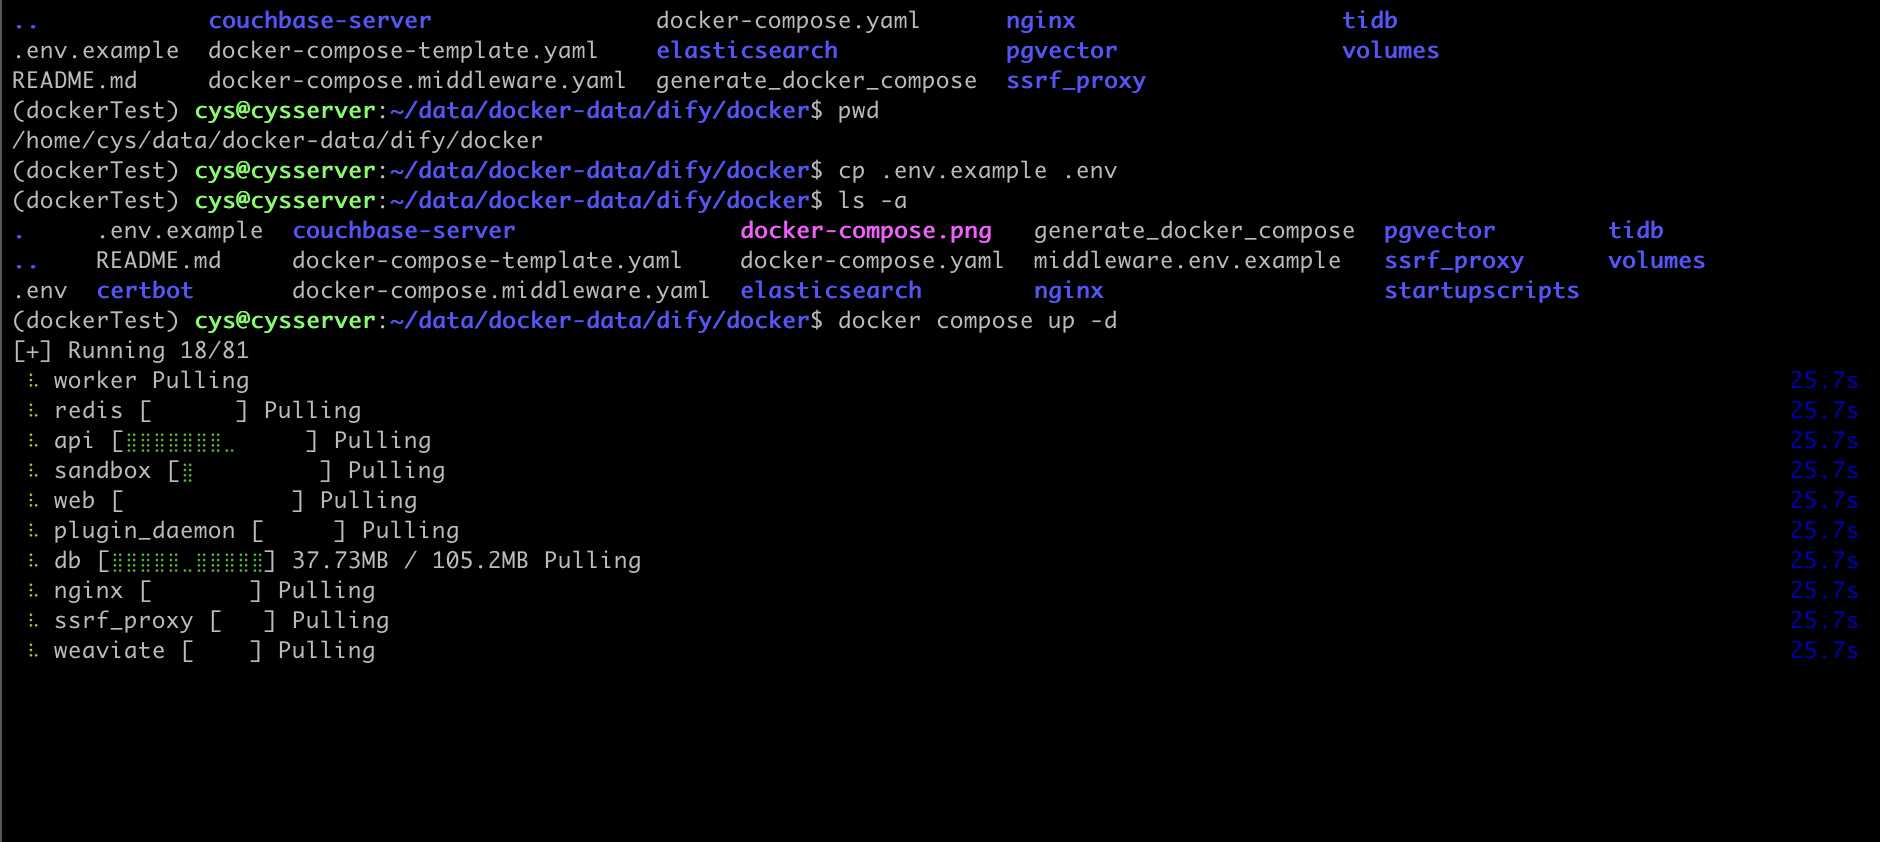 ..            couchbase-server                docker-compose.yaml      nginx                   tidb
.env.example  docker-compose-template.yaml    elasticsearch            pgvector                volumes
README.md     docker-compose.middleware.yaml  generate_docker_compose  ssrf_proxy
(dockerTest) cys@cysserver:~/data/docker-data/dify/docker$ pwd
/home/cys/data/docker-data/dify/docker
(dockerTest) cys@cysserver:~/data/docker-data/dify/docker$ cp .env.example .env
(dockerTest) cys@cysserver:~/data/docker-data/dify/docker$ ls -a
.     .env.example  couchbase-server                docker-compose.png   generate_docker_compose  pgvector        tidb
..    README.md     docker-compose-template.yaml    docker-compose.yaml  middleware.env.example   ssrf_proxy      volumes
.env  certbot       docker-compose.middleware.yaml  elasticsearch        nginx                    startupscripts
(dockerTest) cys@cysserver:~/data/docker-data/dify/docker$ docker compose up -d
[+] Running 18/81
worker Pulling 25.7s
redis [      ] Pulling 25.7s
api [⣿⣿⣿⣿⣿⣿⣿⣀     ] Pulling 25.7s
sandbox [⣿         ] Pulling 25.7s
web [            ] Pulling 25.7s
plugin_daemon [     ] Pulling 25.7s
db [⣿⣿⣿⣿⣿⣀⣿⣿⣿⣿⣿] 37.73MB / 105.2MB Pulling 25.7s
nginx [       ] Pulling 25.7s
ssrf_proxy [   ] Pulling 25.7s
weaviate [    ] Pulling 25.7s